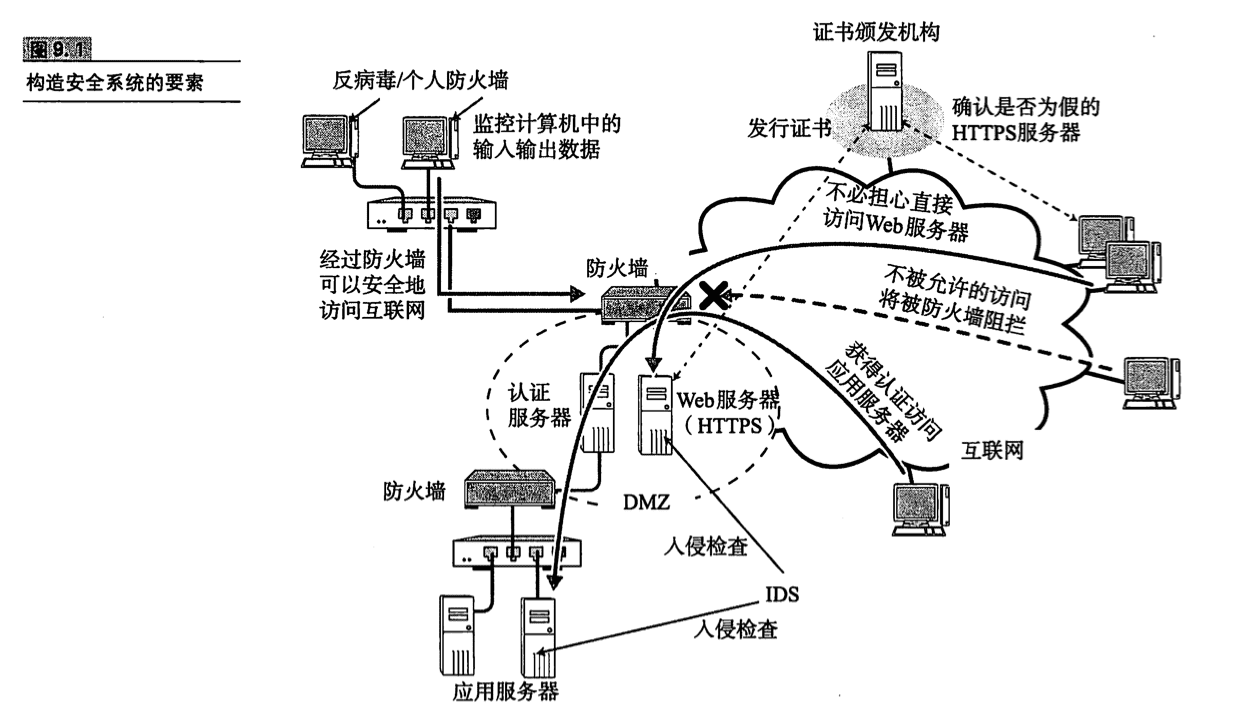 图9.1
构造安全系统的要素
证书颁发机构
反病毒/个人防火墙
监控计算机中的
输入输出数据
发行证书
确认是否为假的
HTTPS服务器
不必担心直接
访问Web服务器
经过防火墙
可以安全地
访问互联网
防火墙
不被允许的访问
将被防火墙阻拦
获得认证访问
应用服务器
认证
服务器
Web服务器
(HTTPS)
互联网
防火墙
DMZ
人侵检查
IDS
人侵检查
应用服务器